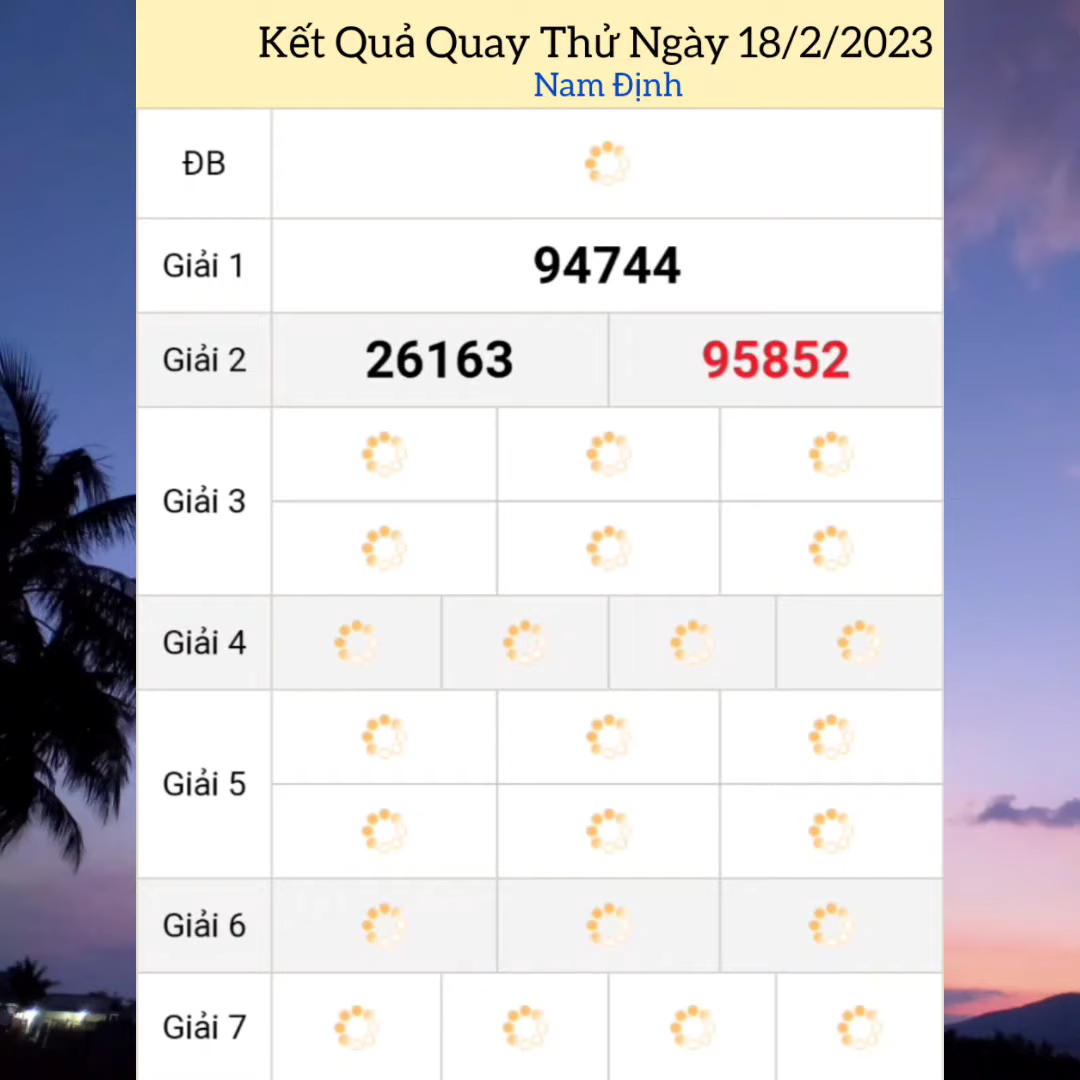 Kết Quả Quay Thử Ngày 18/2/2023
Nam Định
ĐB
Giải 1
94744
Giải 2
26163
95852
Giải 3
Giải 4
Giải 5
Giải 6
Giải 7